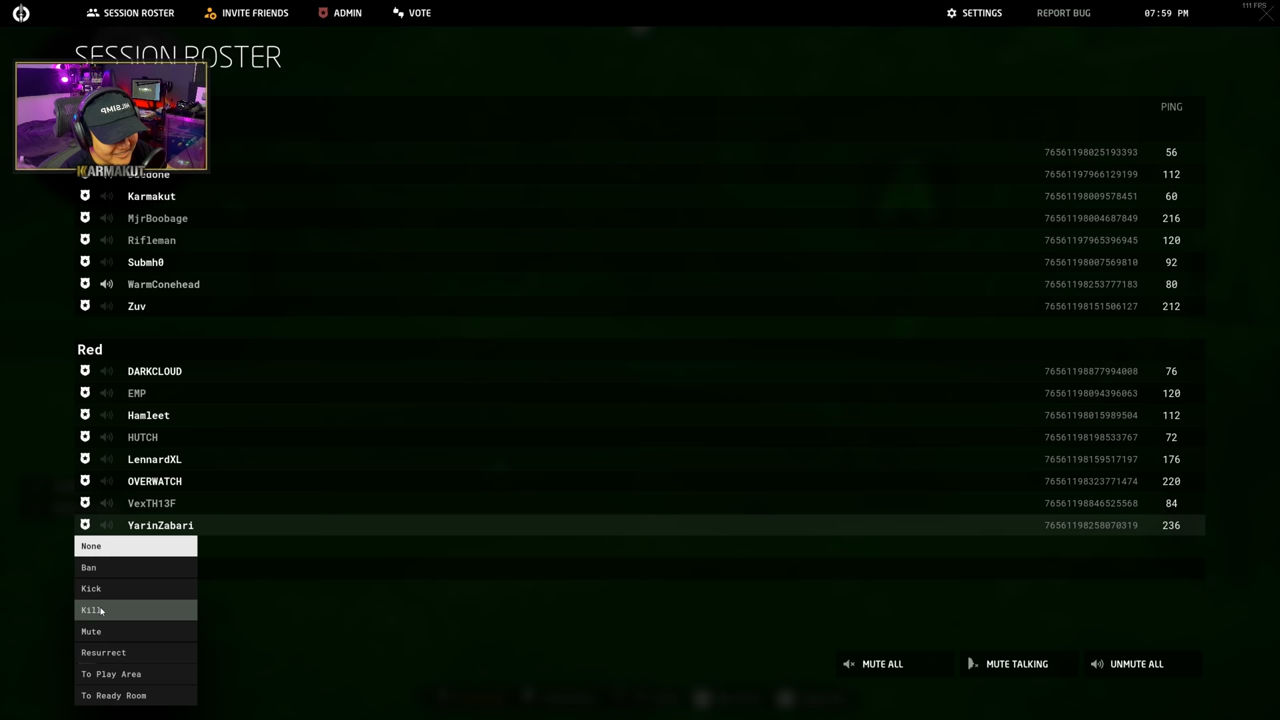 SESSION ROSTER
INVITE FRIENDS
ADMIN
VOTE
SETTINGS
REPORT BUG
07:59 PM
111 FPS
SESSION ROSTER
PING
MILSIMP
KARMAKUT
76561198025193393 56
76561197966129199 112
Karmakut 76561198009578451 60
MjrBoobage 76561198004687849 216
Rifleman 76561197965396945 120
Submh0 76561198007569810 92
WarmConehead 76561198253777183 80
Zuv 76561198151506127 212
Red
DARKCLOUD 76561198877994008 76
EMP 76561198094396063 120
Hamleet 76561198015989504 112
HUTCH 76561198198533767 72
LennardXL 76561198159517197 176
OVERWATCH 76561198323771474 220
VexTH13F 76561198846525568 84
YarinZabari 76561198258070319 236
None
Ban
Kick
Kill
Mute
Resurrect
To Play Area
To Ready Room
MUTE ALL
MUTE TALKING
UNMUTE ALL